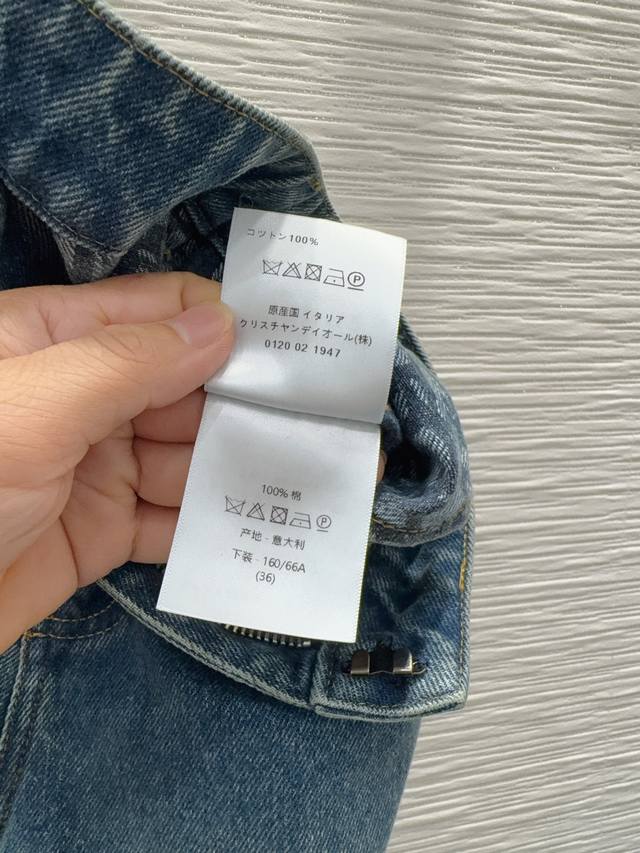 コットン100%
原産国 イタリア
クリスチャンディオール(株)
0120 02 1947
100% 棉
产地 - 意大利
下装 - 160/66A
(36)